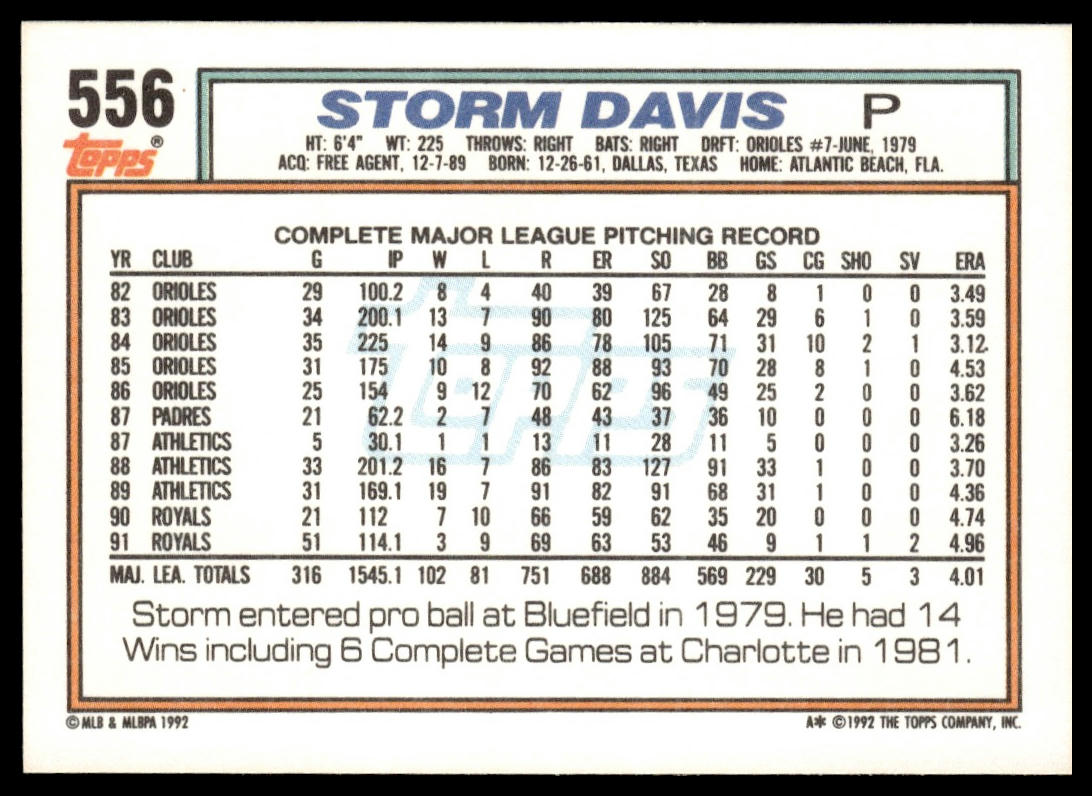 556
STORM DAVIS P
Topps®
HT: 6'4" WT: 225 THROWS: RIGHT BATS: RIGHT DRFT: ORIOLES #7-JUNE, 1979
ACQ: FREE AGENT, 12-7-89 BORN: 12-26-61, DALLAS, TEXAS HOME: ATLANTIC BEACH, FLA.
COMPLETE MAJOR LEAGUE PITCHING RECORD
YR CLUB G IP W L R ER SO BB GS CG SHO SV ERA
82 ORIOLES 29 100.2 8 4 40 39 67 28 8 1 0 0 3.49
83 ORIOLES 34 200.1 13 7 90 80 125 64 29 6 1 0 3.59
84 ORIOLES 35 225 14 9 86 78 105 71 31 10 2 1 3.12
85 ORIOLES 31 175 10 8 92 88 93 70 28 8 1 0 4.53
86 ORIOLES 25 154 9 12 70 62 96 49 25 2 0 0 3.62
87 PADRES 21 62.2 2 7 48 43 37 36 10 0 0 0 6.18
87 ATHLETICS 5 30.1 1 1 13 11 28 11 5 0 0 0 3.26
88 ATHLETICS 33 201.2 16 7 86 83 127 91 33 1 0 0 3.70
89 ATHLETICS 31 169.1 19 7 91 82 91 68 31 1 0 0 4.36
90 ROYALS 21 112 7 10 66 59 62 35 20 0 0 0 4.74
91 ROYALS 51 114.1 3 9 69 63 53 46 9 1 1 2 4.96
MAJ. LEA. TOTALS 316 1545.1 102 81 751 688 884 569 229 30 5 3 4.01
Topps
Storm entered pro ball at Bluefield in 1979. He had 14
Wins including 6 Complete Games at Charlotte in 1981.
© MLB & MLBPA 1992
A* © 1992 THE TOPPS COMPANY, INC.